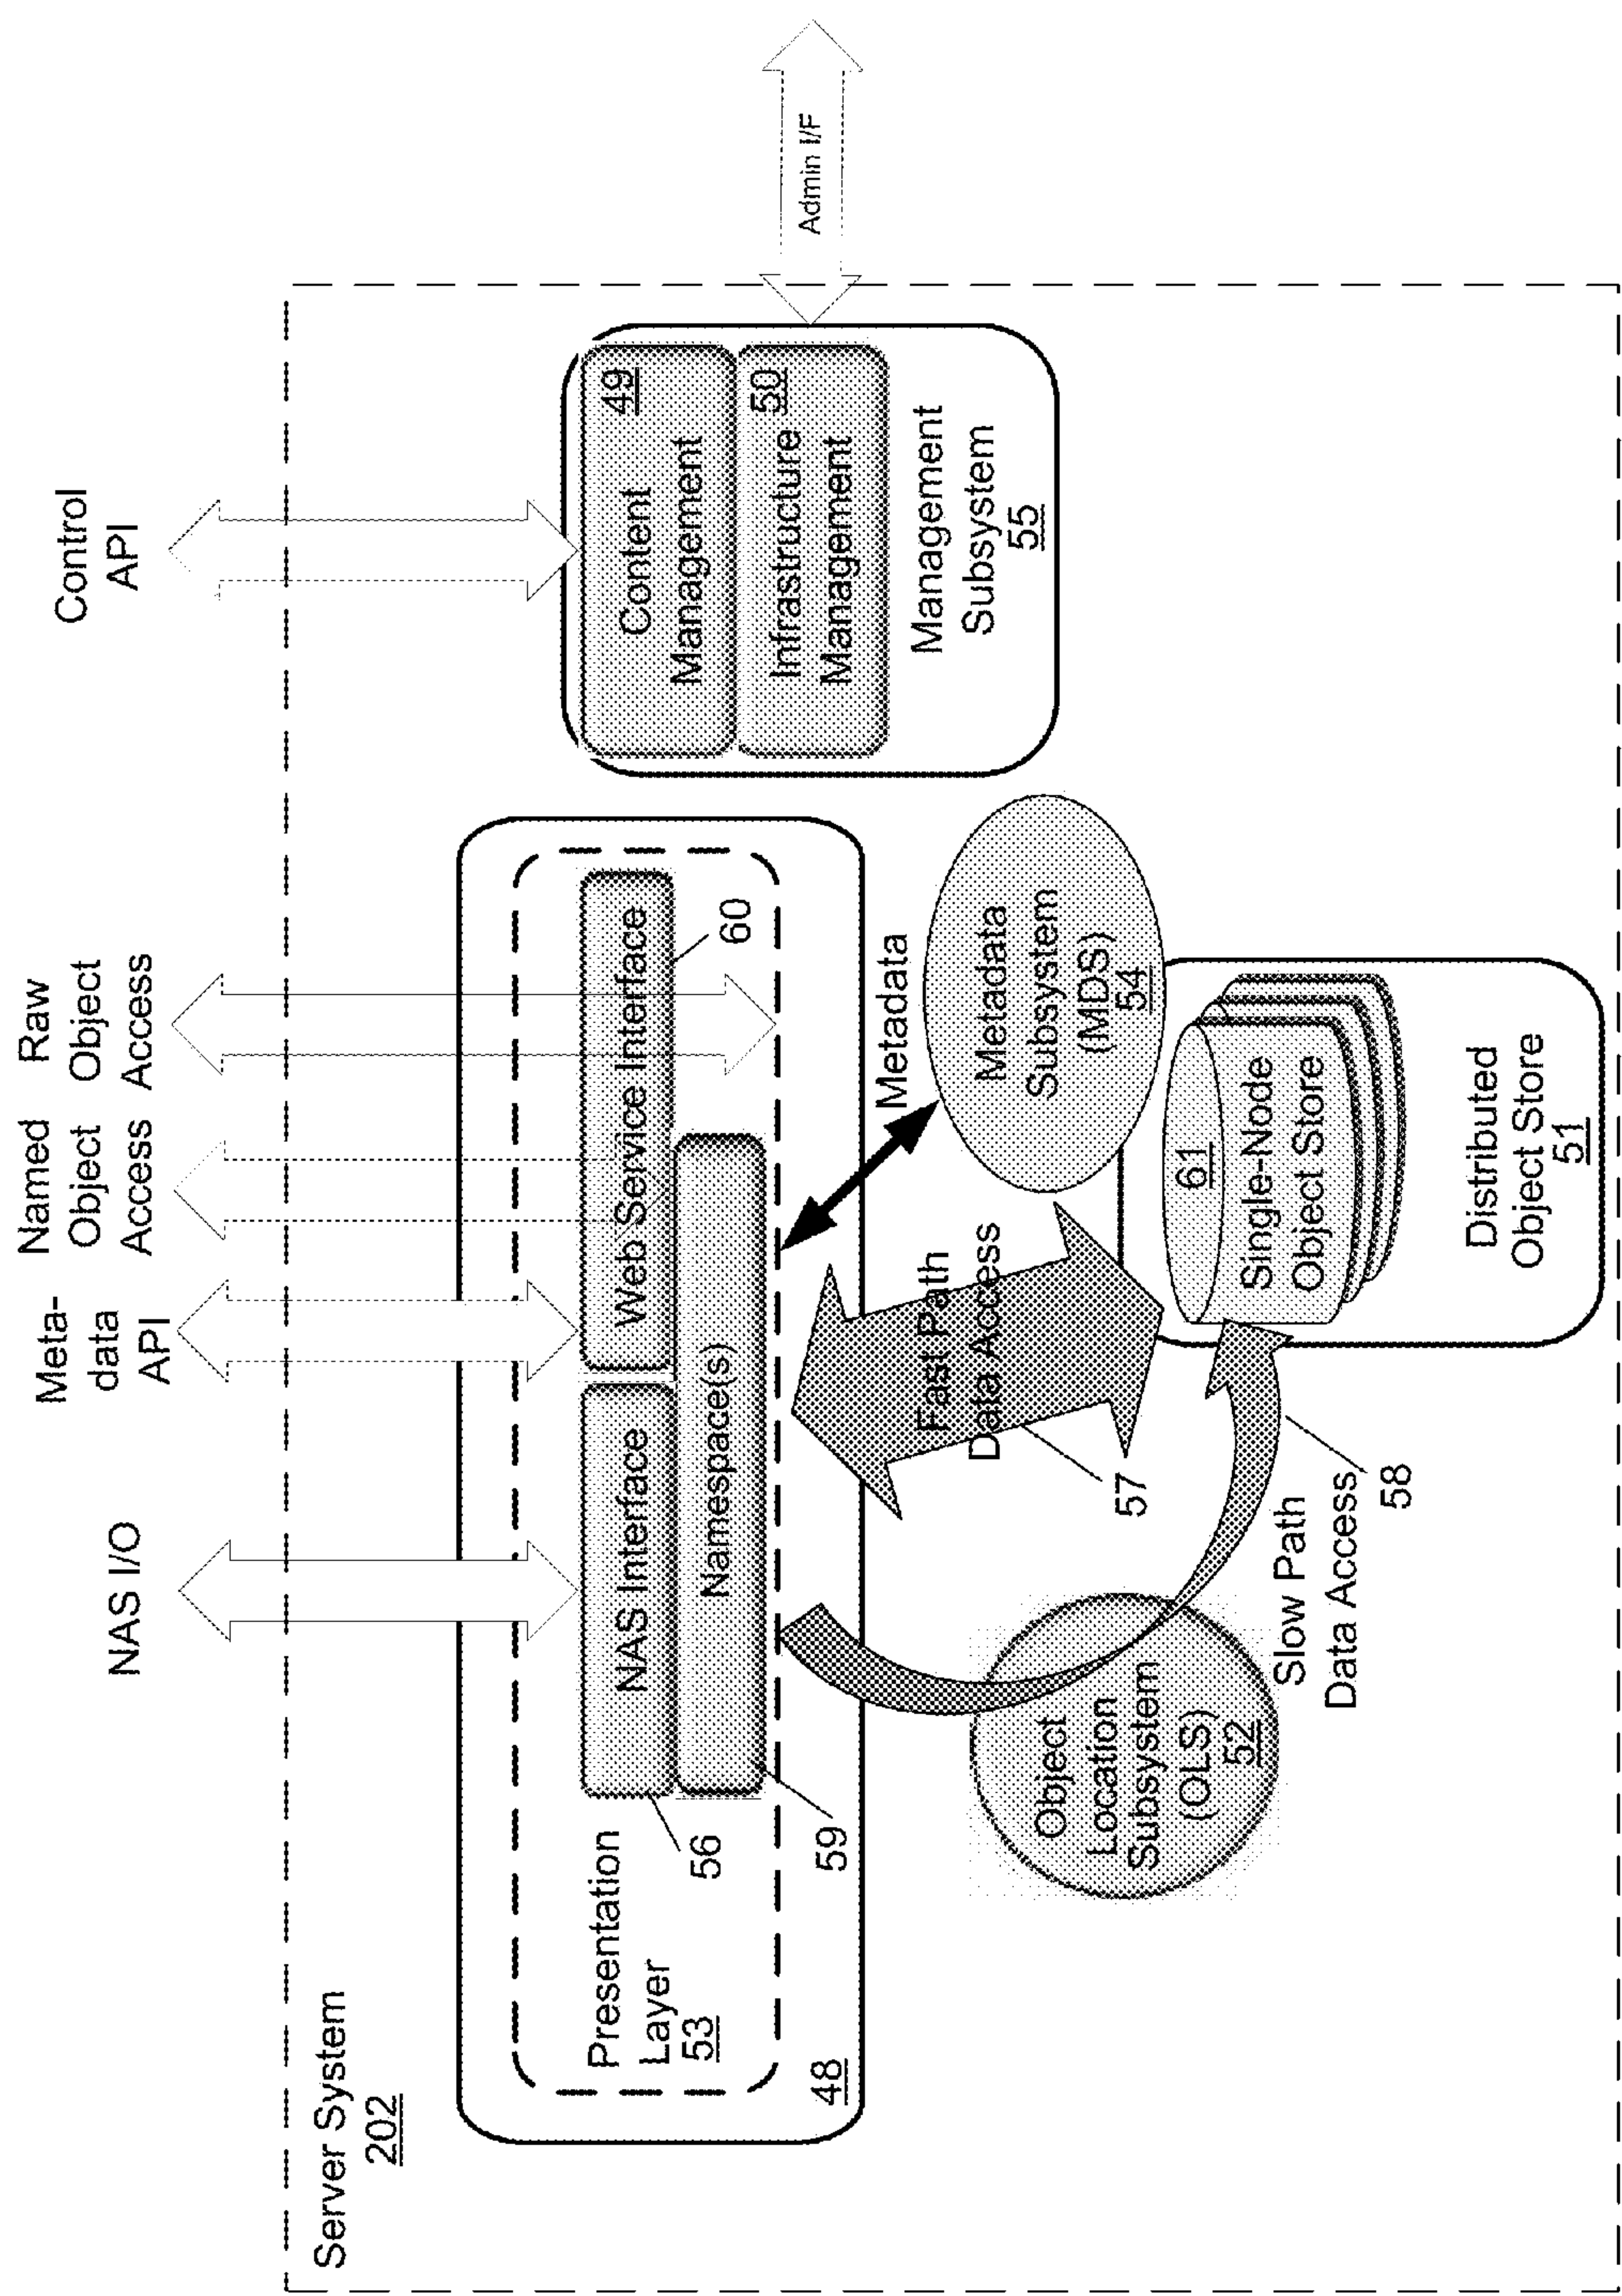 NAS I/O
Meta-
data
API
Named
Object
Access
Raw
Object
Access
Control
API
Server System
202
Presentation
Layer
53
48
NAS Interface
Web Service Interface
Namespace(s)
56
59
60
Content
Management
49
Infrastructure
Management
50
Management
Subsystem
55
Admin I/F
Metadata
Metadata
Subsystem
(MDS)
54
Fast Path
Data Access
57
Object
Location
Subsystem
(OLS)
52
Slow Path
Data Access
58
61
Single-Node
Object Store
Distributed
Object Store
51